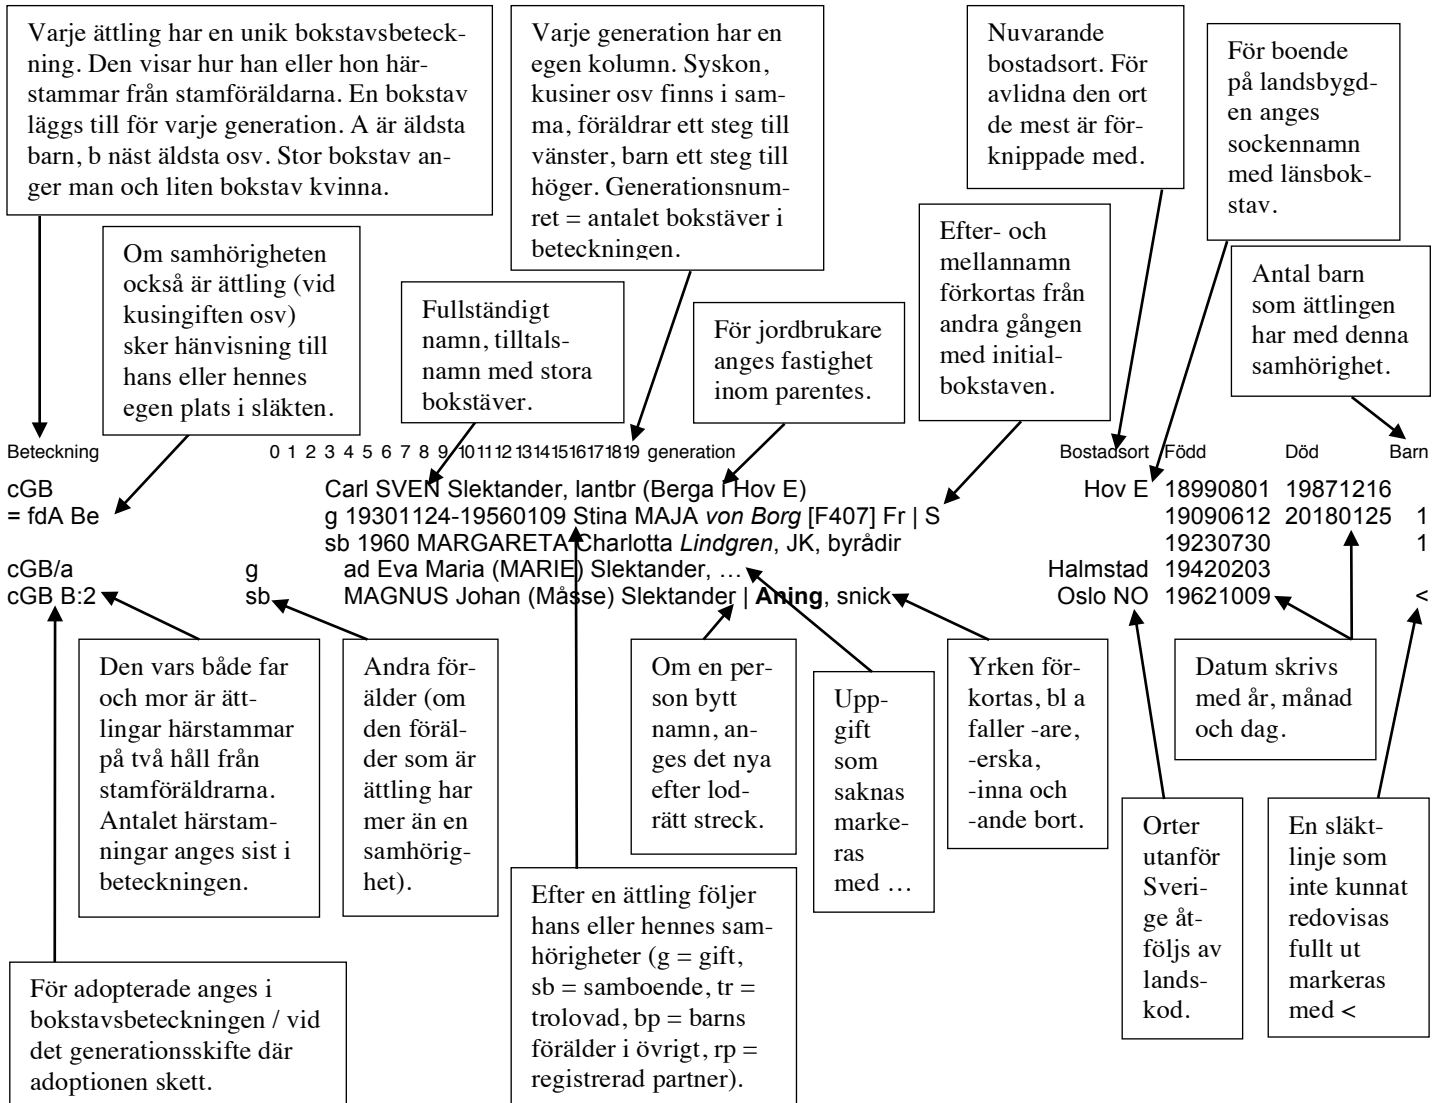 Varje ättling har en unik bokstavsbeteck-
ning. Den visar hur han eller hon här-
stammar från stamföräldarna. En bokstav
läggs till för varje generation. A är äldsta
barn, b näst äldsta osv. Stor bokstav an-
ger man och liten bokstav kvinna.
Varje generation har en
egen kolumn. Syskon,
kusiner osv finns i sam-
ma, föräldrar ett steg till
vänster, barn ett steg till
höger. Generationsnum-
ret = antalet bokstäver i
beteckningen.
Nuvarande
bostadsort. För
avlidna den ort
de mest är för-
knippade med.
För boende
på landsbygd-
en anges
sockennamn
med länsbok-
stav.
Om samhörigheten
också är ättling (vid
kusingiften osv)
sker hänvisning till
hans eller hennes
egen plats i släkten.
Fullständigt
namn, tilltals-
namn med stora
bokstäver.
För jordbrukare
anges fastighet
inom parentes.
Efter- och
mellannamn
förkortas från
andra gången
med initial-
bokstaven.
Antal barn
som ättlingen
har med denna
samhörighet.
Beteckning 0 1 2 3 4 5 6 7 8 9 10 11 12 13 14 15 16 17 18 19 generation Bostadsort Född Död Barn
cGB Carl SVEN Slektander, lantbr (Berga i Hov E) Hov E 18990801 19871216
= fdA Be g 19301124-19560109 Stina MAJA von Borg [F407] Fr | S 19090612 20180125 1
sb 1960 MARGARETA Charlotta Lindgren, JK, byrådir 19230730 1
cGB/a g ad Eva Maria (MARIE) Slektander, … Halmstad 19420203
cGB B:2 sb MAGNUS Johan (Måsse) Slektander | Aning, snick Oslo NO 19621009 <
Den vars både far
och mor är ätt-
lingar härstammar
på två håll från
stamföräldrarna.
Antalet härstam-
ningar anges sist i
beteckningen.
Andra för-
älder (om
den föräl-
der som är
ättling har
mer än en
samhörig-
het).
Om en per-
son bytt
namn, an-
ges det nya
efter lod-
rätt streck.
Upp-
gift
som
saknas
marke-
ras
med …
Yrken för-
kortas, bl a
faller -are,
-erska,
-inna och
-ande bort.
Datum skrivs
med år, månad
och dag.
Orter
utanför
Sveri-
ge åt-
följs av
lands-
kod.
En släkt-
linje som
inte kunnat
redovisas
fullt ut
markeras
med <
Efter en ättling följer
hans eller hennes sam-
hörigheter (g = gift,
sb = samboende, tr =
trolovad, bp = barns
förälder i övrigt, rp =
registrerad partner).
För adopterade anges i
bokstavsbeteckningen / vid
det generationsskifte där
adoptionen skett.